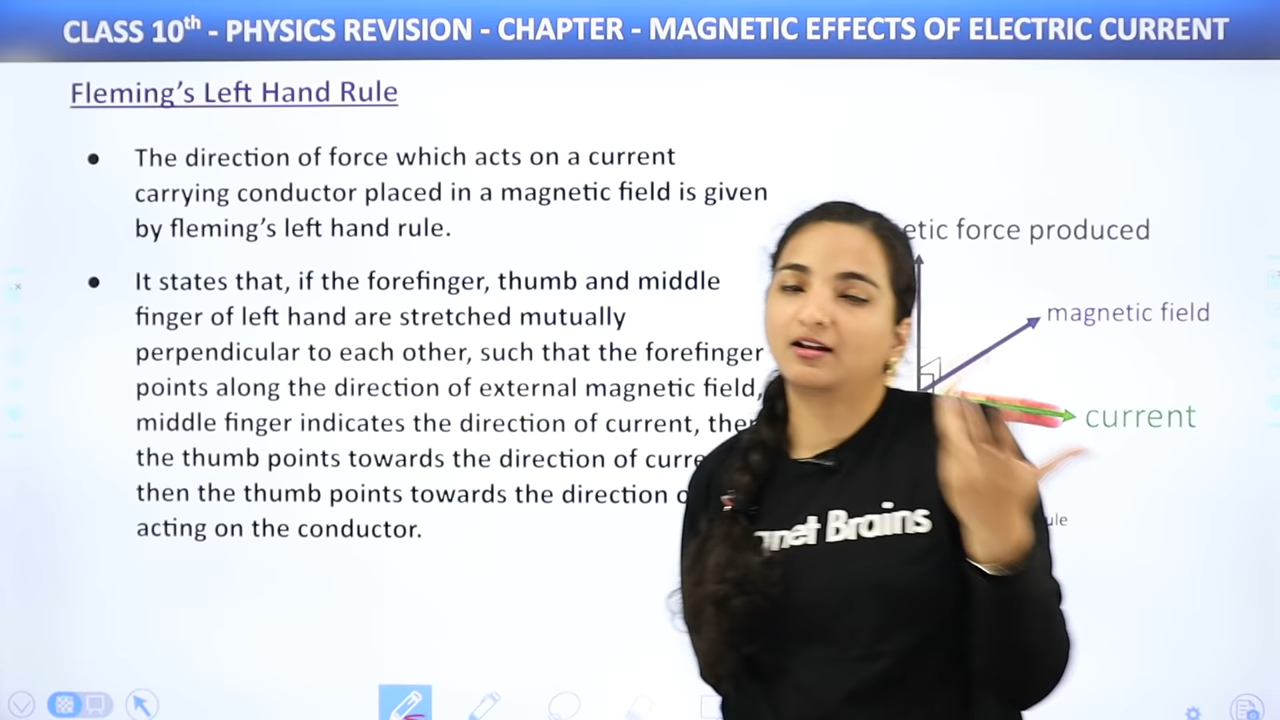 CLASS 10th - PHYSICS REVISION - CHAPTER - MAGNETIC EFFECTS OF ELECTRIC CURRENT
Fleming's Left Hand Rule
● The direction of force which acts on a current
carrying conductor placed in a magnetic field is given
by fleming's left hand rule.
● It states that, if the forefinger, thumb and middle
finger of left hand are stretched mutually
perpendicular to each other, such that the forefinger
points along the direction of external magnetic field,
middle finger indicates the direction of current, then
the thumb points towards the direction of curre
then the thumb points towards the direction o
acting on the conductor.
etic force produced
magnetic field
current
ule
net Brains